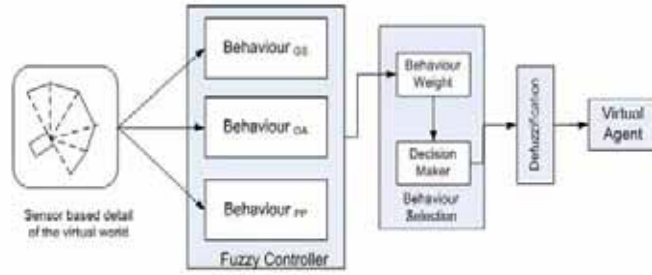 Sensor based detail
of the virtual world
Behaviour GS
Behaviour OA
Behaviour PP
Fuzzy Controller
Behaviour
Weight
Decision
Maker
Behaviour
Selection
Defuzzification
Virtual
Agent